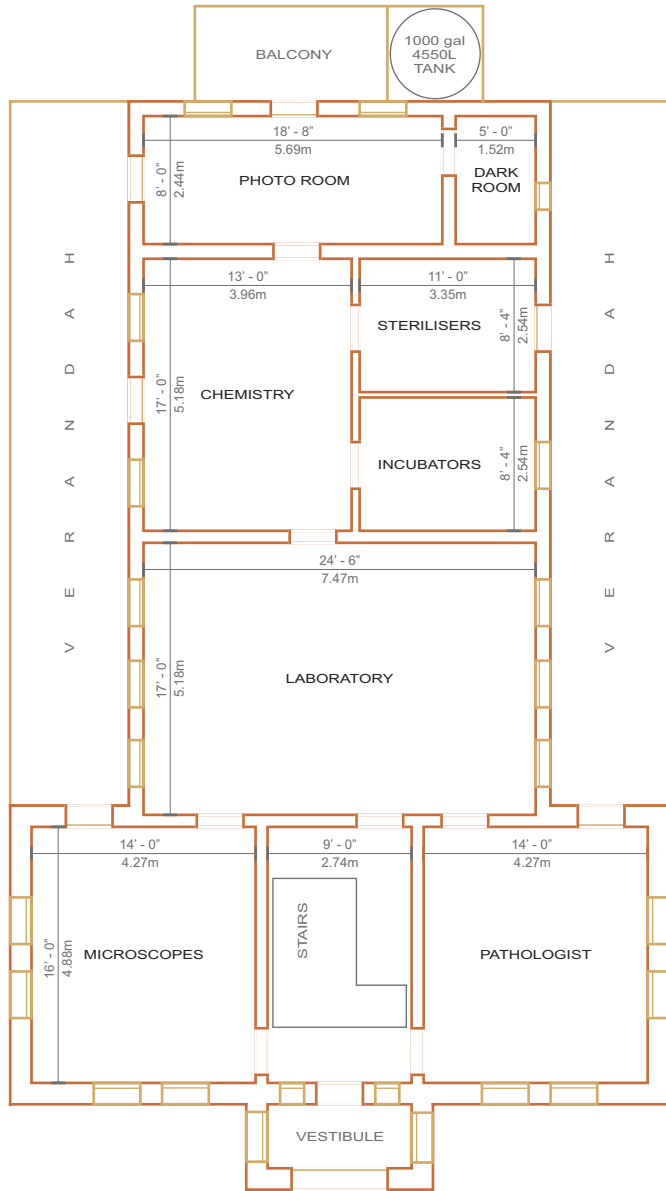 BALCONY
1000 gal
4550L
TANK
18' - 8”
5.69m
5' - 0”
1.52m
8' - 0”
2.44m
PHOTO ROOM
DARK
ROOM
VERANDAH
VERANDAH
13' - 0”
3.96m
11' - 0”
3.35m
STERILISERS
8' - 4”
2.54m
CHEMISTRY
17' - 0”
5.18m
INCUBATORS
8' - 4”
2.54m
24' - 6”
7.47m
17' - 0”
5.18m
LABORATORY
14' - 0”
4.27m
9' - 0”
2.74m
14' - 0”
4.27m
STAIRS
16' - 0”
4.88m
MICROSCOPES
PATHOLOGIST
VESTIBULE